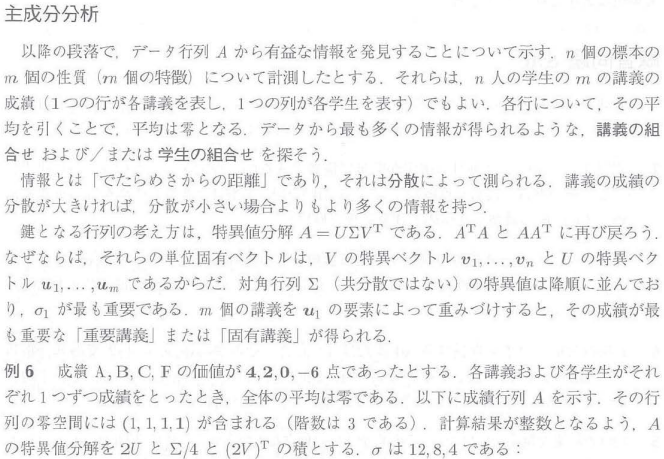 主成分分析
以降の段落で，データ行列 A から有益な情報を発見することについて示す．n 個の標本の
m 個の性質（m 個の特徴）について計測したとする．それらは，n 人の学生の m の講義の
成績（1つの行が各講義を表し，1つの列が各学生を表す）でもよい．各行について，その平
均を引くことで，平均は零となる．データから最も多くの情報が得られるような，講義の組
合せ および／または 学生の組合せ を探そう．
情報とは「でたらめさからの距離」であり，それは分散によって測られる．講義の成績の
分散が大きければ，分散が小さい場合よりもより多くの情報を持つ．
鍵となる行列の考え方は，特異値分解 A = UΣVᵀ である．AᵀA と AAᵀ に再び戻ろう．
なぜならば，それらの単位固有ベクトルは，V の特異ベクトル v₁,...,vₙ と U の特異ベク
トル u₁,...,uₘ であるからだ．対角行列 Σ （共分散ではない）の特異値は降順に並んでお
り，σ₁ が最も重要である．m 個の講義を u₁ の要素によって重みづけすると，その成績が最
も重要な「重要講義」または「固有講義」が得られる．
例 6 成績 A, B, C, F の価値が 4, 2, 0, −6 点であったとする．各講義および各学生がそれ
ぞれ 1 つずつ成績をとったとき，全体の平均は零である．以下に成績行列 A を示す．その行
列の零空間には (1, 1, 1, 1) が含まれる（階数は 3 である）．計算結果が整数となるよう，A
の特異値分解を 2U と Σ/4 と (2V)ᵀ の積とする．σ は 12, 8, 4 である：